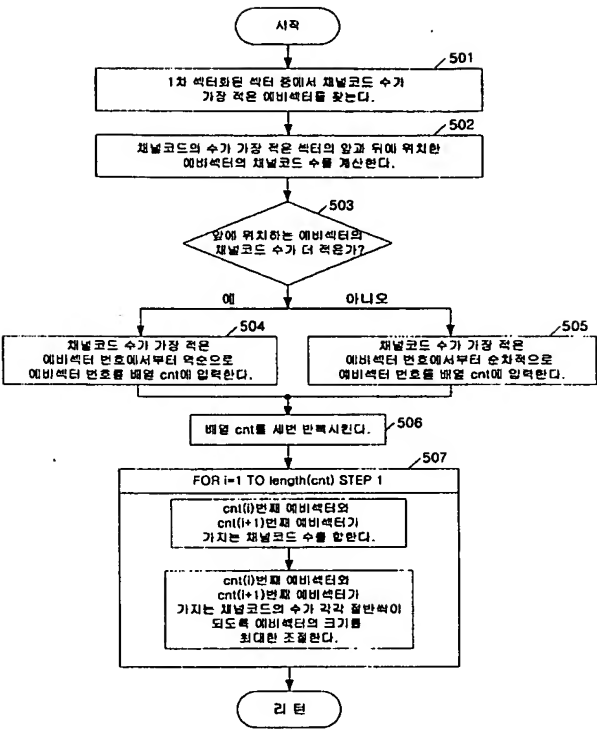 시작
501
1차 섹터화된 섹터 중에서 채널코드 수가
가장 적은 예비섹터를 찾는다.
502
채널코드의 수가 가장 적은 섹터의 앞과 뒤에 위치한
예비섹터의 채널코드 수를 계산한다.
503
앞에 위치하는 예비섹터의
채널코드 수가 더 적은가?
예
아니오
504
채널코드 수가 가장 적은
예비섹터 번호에서부터 역순으로
예비섹터 번호를 배열 cnt에 입력한다.
505
채널코드 수가 가장 적은
예비섹터 번호에서부터 순차적으로
예비섹터 번호를 배열 cnt에 입력한다.
506
배열 cnt를 세번 반복시킨다.
507
FOR i=1 TO length(cnt) STEP 1
cnt(i)번째 예비섹터와
cnt(i+1)번째 예비섹터가
가지는 채널코드 수를 합한다.
cnt(i)번째 예비섹터와
cnt(i+1)번째 예비섹터가
가지는 채널코드의 수가 각각 절반씩이
되도록 예비섹터의 크기를
최대한 조절한다.
리 턴